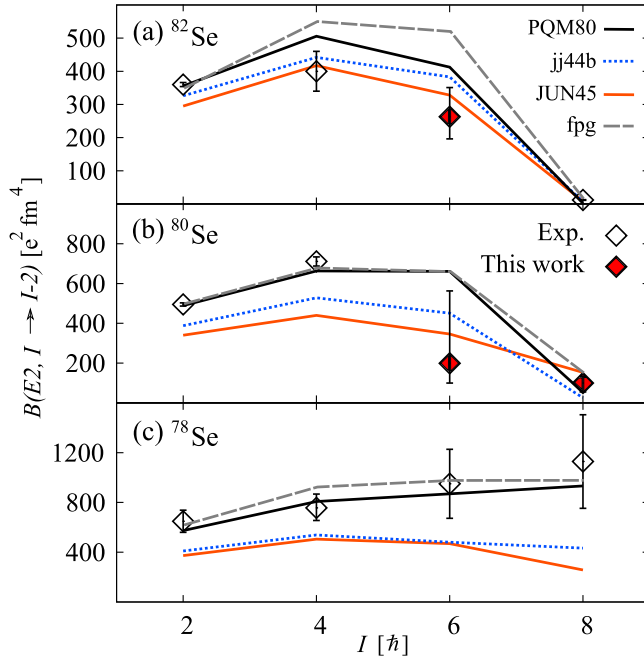 (a) ⁸²Se
PQM80
jj44b
JUN45
fpg
500
400
300
200
100
(b) ⁸⁰Se
Exp.
This work
800
600
400
200
(c) ⁷⁸Se
1200
800
400
B(E2, I → I-2) [e² fm⁴]
2 4 6 8
I [ℏ]